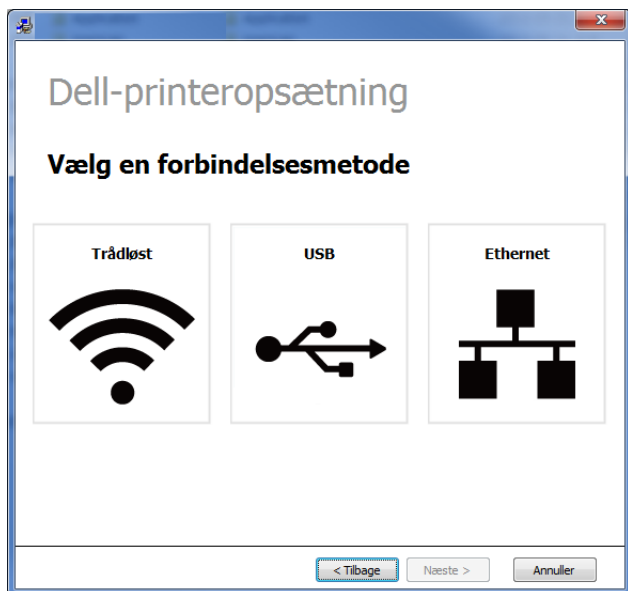 Dell-printeropsætning
Vælg en forbindelsesmetode
Trådløst USB Ethernet
< Tilbage Næste > Annuller